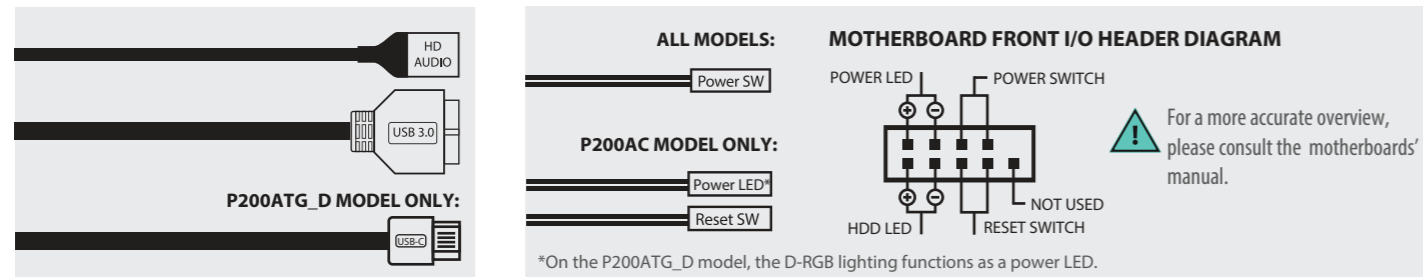 HD
AUDIO
USB 3.0
P200ATG_D MODEL ONLY:
USB-C
ALL MODELS:
Power SW
P200AC MODEL ONLY:
Power LED*
Reset SW
MOTHERBOARD FRONT I/O HEADER DIAGRAM
POWER LED
POWER SWITCH
+ -
+ -
NOT USED
HDD LED
RESET SWITCH
!
For a more accurate overview,
please consult the motherboards'
manual.
*On the P200ATG_D model, the D-RGB lighting functions as a power LED.